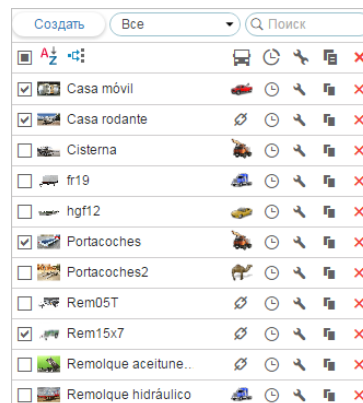 Создать Все Поиск
Casa móvil
Casa rodante
Cisterna
fr19
hgf12
Portacoches
Portacoches2
Rem05T
Rem15x7
Remolque aceitune..
Remolque hidráulico